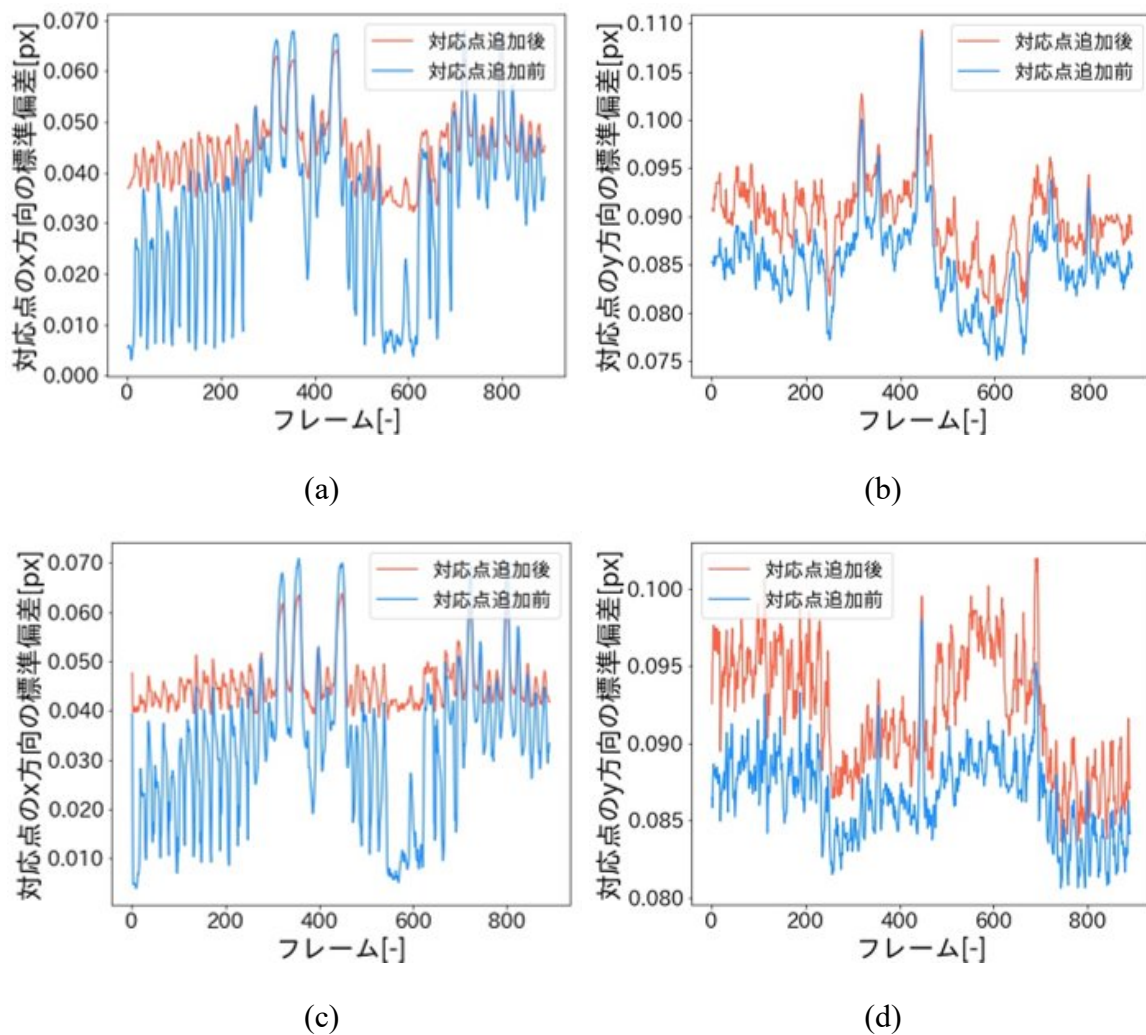 対応点のx方向の標準偏差[px]
0.070
0.060
0.050
0.040
0.030
0.020
0.010
0.000
対応点追加後
対応点追加前
0 200 400 600 800
フレーム[-]
(a)
対応点のy方向の標準偏差[px]
0.110
0.105
0.100
0.095
0.090
0.085
0.080
0.075
対応点追加後
対応点追加前
0 200 400 600 800
フレーム[-]
(b)
対応点のx方向の標準偏差[px]
0.070
0.060
0.050
0.040
0.030
0.020
0.010
対応点追加後
対応点追加前
0 200 400 600 800
フレーム[-]
(c)
対応点のy方向の標準偏差[px]
0.100
0.095
0.090
0.085
0.080
対応点追加後
対応点追加前
0 200 400 600 800
フレーム[-]
(d)